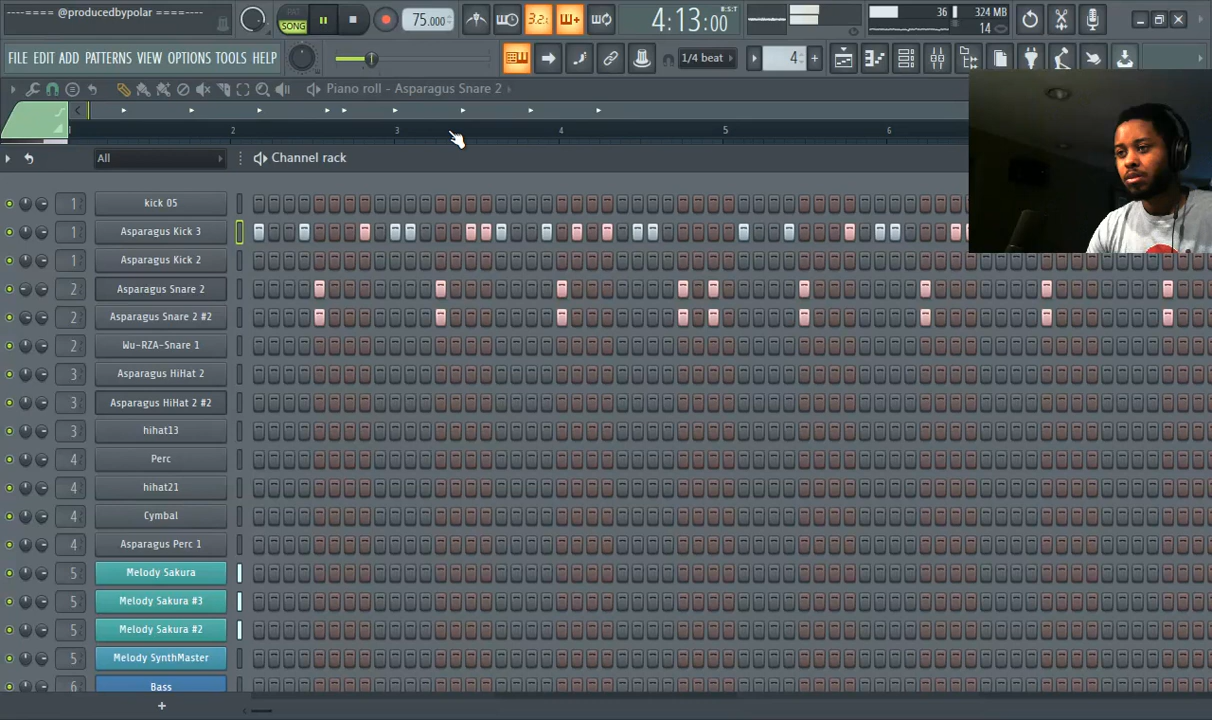 ---==== @produceedbypolar ====----
PAT
SONG
75.000
3.2.
4:13:00
B:S:T
36
324 MB
14
FILE EDIT ADD PATTERNS VIEW OPTIONS TOOLS HELP
1/4 beat
4
+
Piano roll - Asparagus Snare 2
1 2 3 4 5 6
All
Channel rack
1 kick 05
1 Asparagus Kick 3
1 Asparagus Kick 2
2 Asparagus Snare 2
2 Asparagus Snare 2 #2
2 Wu-RZA-Snare 1
3 Asparagus HiHat 2
3 Asparagus HiHat 2 #2
3 hihat13
4 Perc
4 hihat21
4 Cymbal
4 Asparagus Perc 1
5 Melody Sakura
5 Melody Sakura #3
5 Melody Sakura #2
5 Melody SynthMaster
6 Bass
+